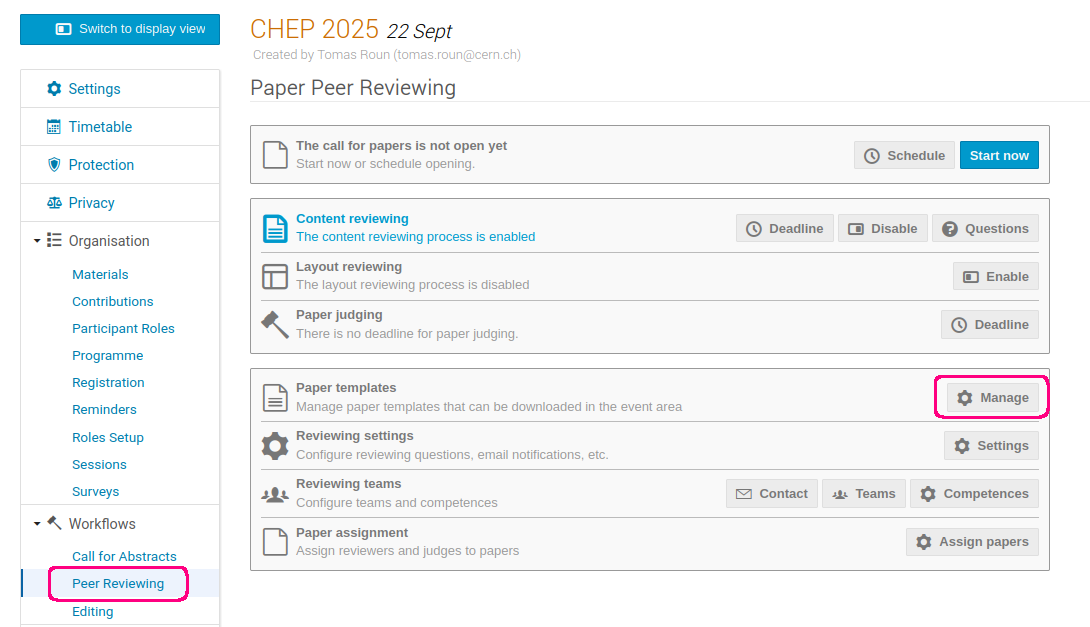 Switch to display view
CHEP 2025 22 Sept
Created by Tomas Roun (tomas.roun@cern.ch)
Paper Peer Reviewing
Settings
Timetable
Protection
Privacy
Organisation
Materials
Contributions
Participant Roles
Programme
Registration
Reminders
Roles Setup
Sessions
Surveys
Workflows
Call for Abstracts
Peer Reviewing
Editing
The call for papers is not open yet
Start now or schedule opening.
Schedule Start now
Content reviewing
The content reviewing process is enabled
Deadline Disable Questions
Layout reviewing
The layout reviewing process is disabled
Enable
Paper judging
There is no deadline for paper judging.
Deadline
Paper templates
Manage paper templates that can be downloaded in the event area
Manage
Reviewing settings
Configure reviewing questions, email notifications, etc.
Settings
Reviewing teams
Configure teams and competences
Contact Teams Competences
Paper assignment
Assign reviewers and judges to papers
Assign papers